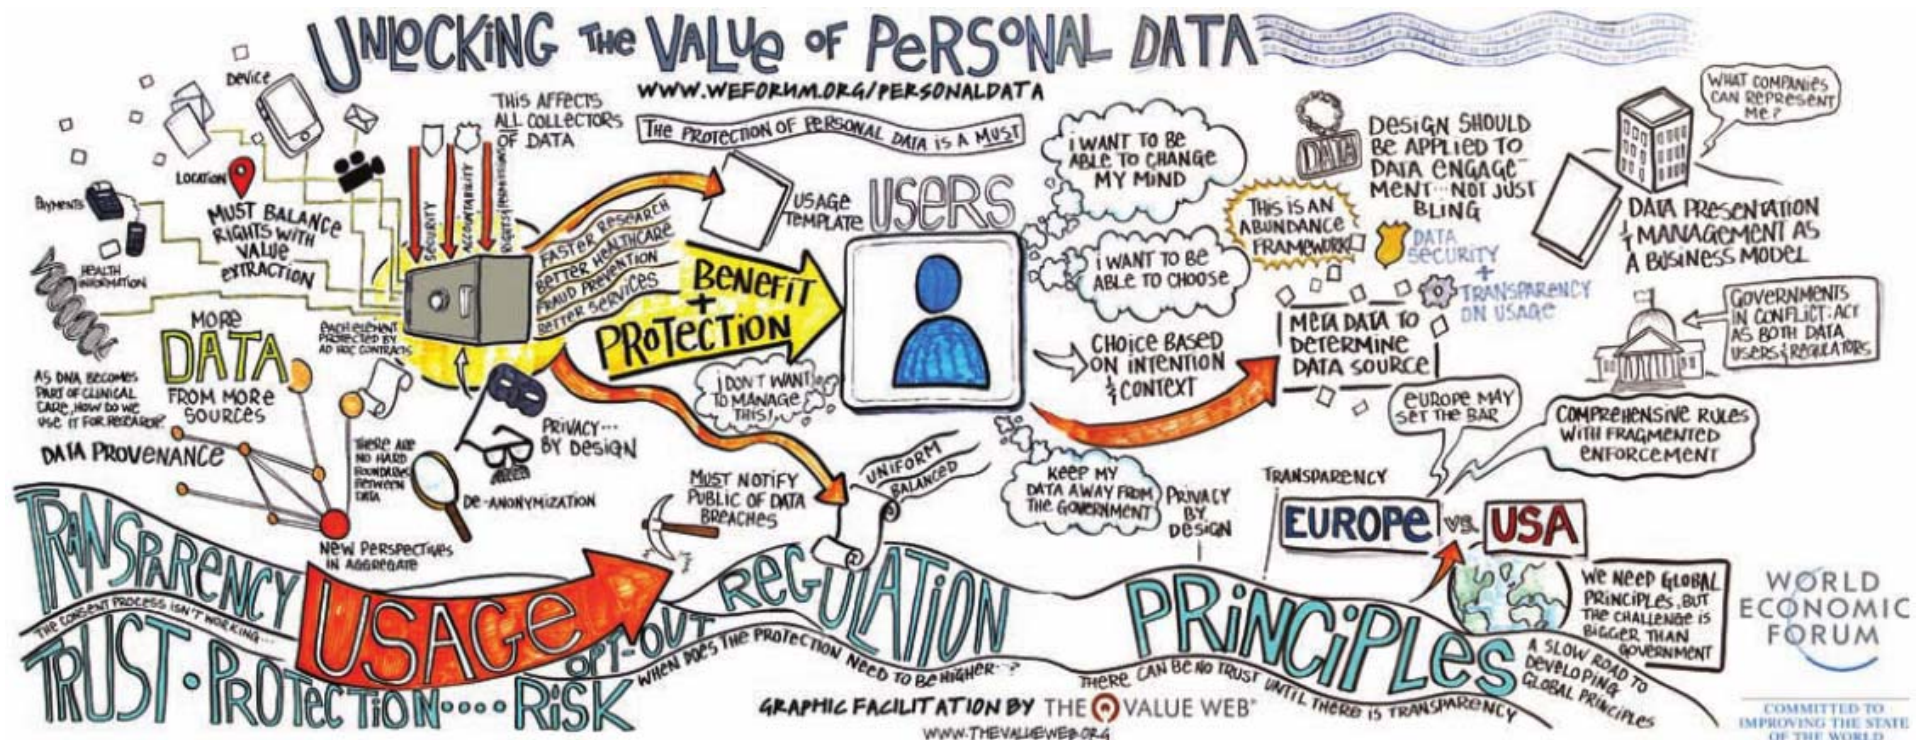 UNLOCKING THE VALUE OF PERSONAL DATA
WWW.WEFORUM.ORG/PERSONALDATA
THE PROTECTION OF PERSONAL DATA IS A MUST
DEVICE
LOCATION
PAYMENTS
HEALTH
INFORMATION
MUST BALANCE
RIGHTS WITH
VALUE
EXTRACTION
THIS AFFECTS
ALL COLLECTORS
OF DATA
SECURITY
ACCOUNTABILITY
RIGHTS
FASTER RESEARCH
BETTER HEALTHCARE
FRAUD PREVENTION
BETTER SERVICES
USAGE
TEMPLATE
BENEFIT
+
PROTECTION
MORE
DATA
FROM MORE
SOURCES
EACH ELEMENT
PROTECTED BY
AD HOC CONTRACTS
AS DNA BECOMES
PART OF CLINICAL
CARE, HOW DO WE
USE IT FOR RESEARCH?
DATA PROVENANCE
THERE ARE
NO HARD
BOUNDARIES
BETWEEN
DATA
NEW PERSPECTIVES
IN AGGREGATE
PRIVACY...
BY DESIGN
DE-ANONYMIZATION
USERS
I WANT TO BE
ABLE TO CHANGE
MY MIND
I WANT TO BE
ABLE TO CHOOSE
CHOICE BASED
ON INTENTION
& CONTEXT
I DON'T WANT
TO MANAGE
THIS!
KEEP MY
DATA AWAY FROM
THE GOVERNMENT
MUST NOTIFY
PUBLIC OF DATA
BREACHES
UNIFORM
BALANCED
DATA
DESIGN SHOULD
BE APPLIED TO
DATA ENGAGE-
MENT...NOT JUST
BLING
THIS IS AN
ABUNDANCE
FRAMEWORK
DATA
SECURITY
+
TRANSPARENCY
ON USAGE
META DATA TO
DETERMINE
DATA SOURCE
WHAT COMPANIES
CAN REPRESENT
ME?
DATA PRESENTATION
& MANAGEMENT AS
A BUSINESS MODEL
GOVERNMENTS
IN CONFLICT: ACT
AS BOTH DATA
USERS & REGULATORS
EUROPE MAY
SET THE BAR
COMPREHENSIVE RULES
WITH FRAGMENTED
ENFORCEMENT
PRIVACY
BY
DESIGN
TRANSPARENCY
EUROPE VS. USA
WE NEED GLOBAL
PRINCIPLES, BUT
THE CHALLENGE IS
BIGGER THAN
GOVERNMENT
A SLOW ROAD TO
DEVELOPING
GLOBAL PRINCIPLES
TRANSPARENCY
THE CONSENT PROCESS ISN'T WORKING...
TRUST • PROTECTION.... RISK
USAGE
OPT-OUT
REGULATION
WHEN DOES THE PROTECTION NEED TO BE HIGHER...?
PRINCIPLES
THERE CAN BE NO TRUST UNTIL THERE IS TRANSPARENCY
GRAPHIC FACILITATION BY THE VALUE WEB
WWW.THEVALUEWEB.ORG
WORLD
ECONOMIC
FORUM
COMMITTED TO
IMPROVING THE STATE
OF THE WORLD